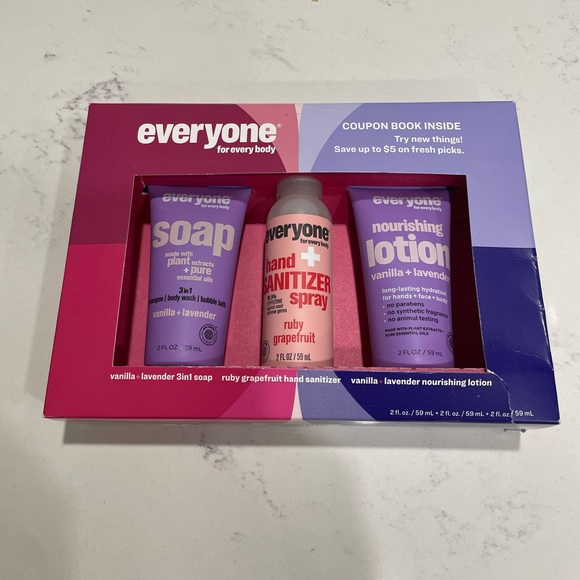 everyone®
for every body
COUPON BOOK INSIDE
Try new things!
Save up to $5 on fresh picks.
everyone
for every body
soap
made with
plant extracts
+ pure
essential oils
3 in 1
shampoo / body wash / bubble bath
vanilla + lavender
2 FL OZ / 59 mL
everyone
for every body
hand
SANITIZER
spray
ruby
grapefruit
2 FL OZ / 59 mL
everyone
for every body
nourishing
lotion
vanilla + lavender
long-lasting hydration
for hands + face + body
no parabens
no synthetic fragrance
no animal testing
MADE WITH PLANT EXTRACTS +
PURE ESSENTIAL OILS
2 FL OZ / 59 mL
vanilla + lavender 3in1 soap
ruby grapefruit hand sanitizer
vanilla + lavender nourishing lotion
2 fl. oz. / 59 mL + 2 fl. oz. / 59 mL + 2 fl. oz. / 59 mL